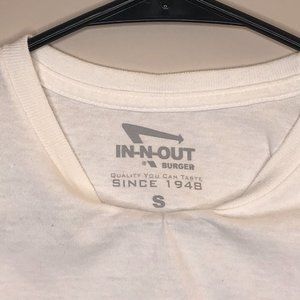 IN-N-OUT
BURGER
QUALITY YOU CAN TASTE
SINCE 1948
S